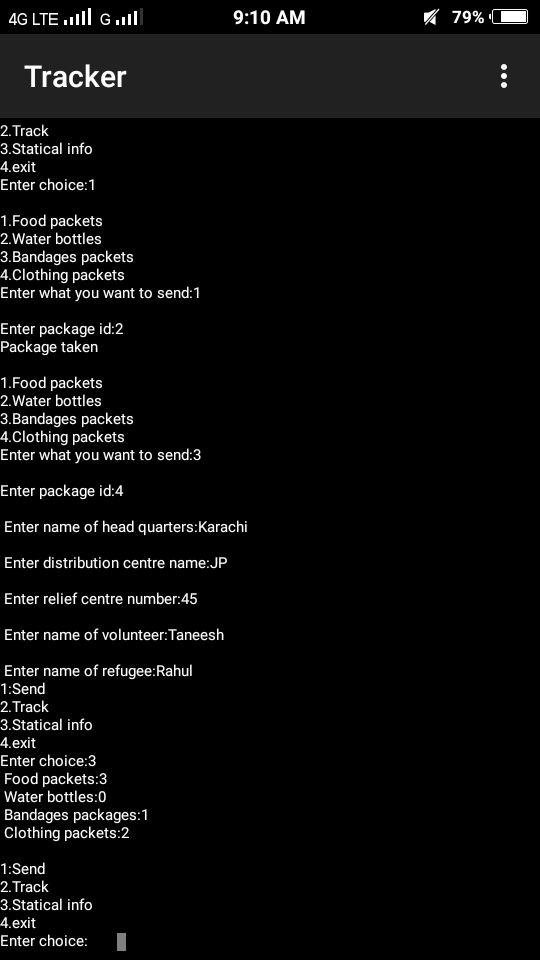 4G LTE G 9:10 AM 79%
Tracker
2.Track
3.Statical info
4.exit
Enter choice:1
1.Food packets
2.Water bottles
3.Bandages packets
4.Clothing packets
Enter what you want to send:1
Enter package id:2
Package taken
1.Food packets
2.Water bottles
3.Bandages packets
4.Clothing packets
Enter what you want to send:3
Enter package id:4
Enter name of head quarters:Karachi
Enter distribution centre name:JP
Enter relief centre number:45
Enter name of volunteer:Taneesh
Enter name of refugee:Rahul
1:Send
2.Track
3.Statical info
4.exit
Enter choice:3
Food packets:3
Water bottles:0
Bandages packages:1
Clothing packets:2
1:Send
2.Track
3.Statical info
4.exit
Enter choice: